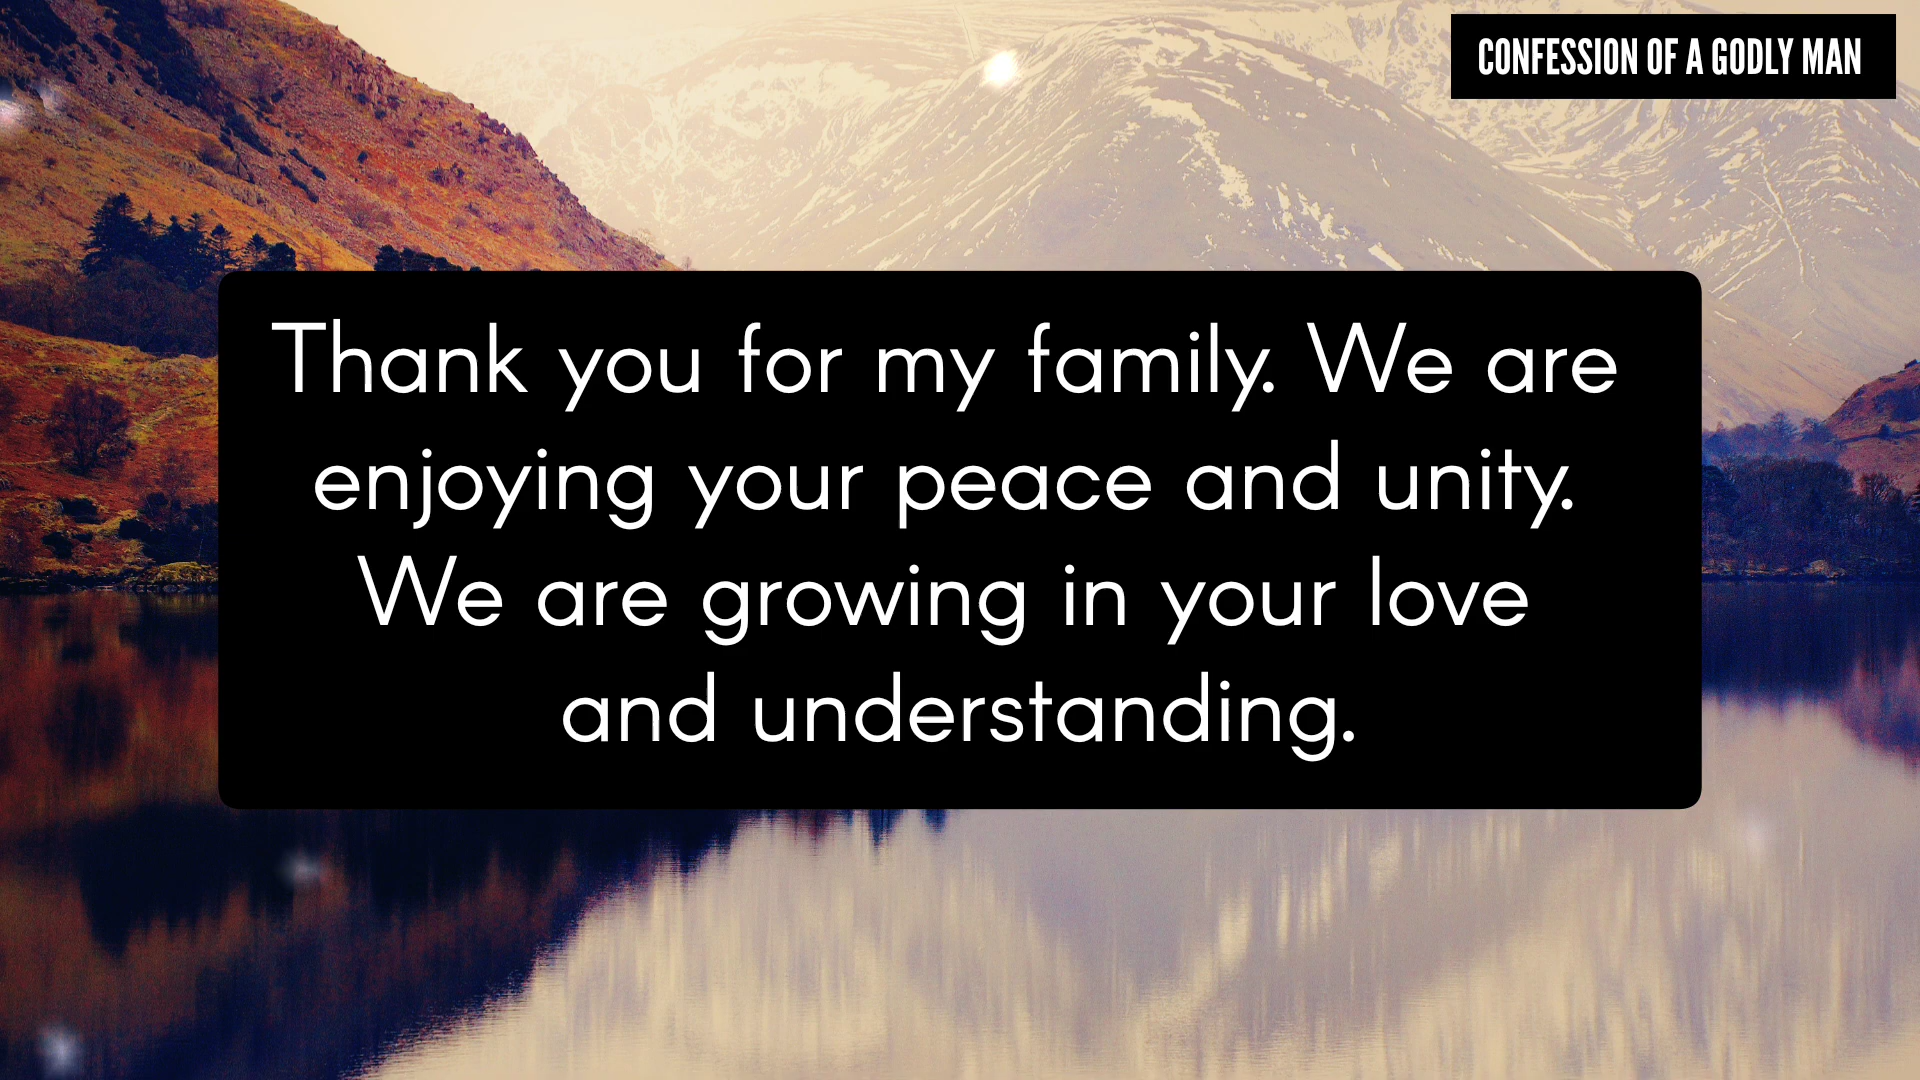 CONFESSION OF A GODLY MAN
Thank you for my family. We are
enjoying your peace and unity.
We are growing in your love
and understanding.